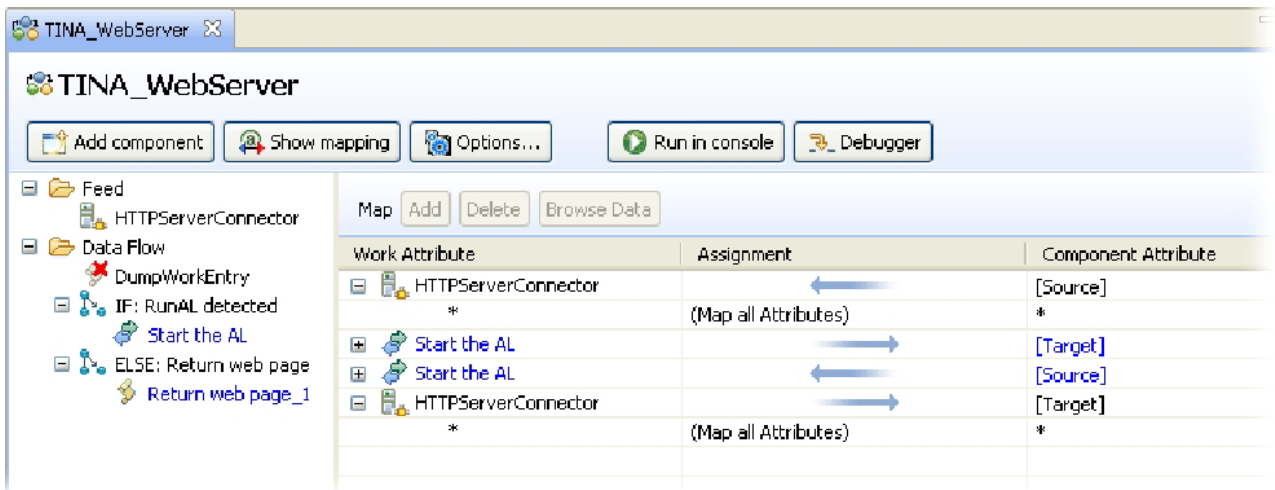 TINA_WebServer
TINA_WebServer
Add component Show mapping Options... Run in console Debugger
Feed
HTTPServerConnector
Data Flow
DumpWorkEntry
IF: RunAL detected
Start the AL
ELSE: Return web page
Return web page_1
Map Add Delete Browse Data
Work Attribute Assignment Component Attribute
HTTPServerConnector [Source]
* (Map all Attributes) *
Start the AL [Target]
Start the AL [Source]
HTTPServerConnector [Target]
* (Map all Attributes) *